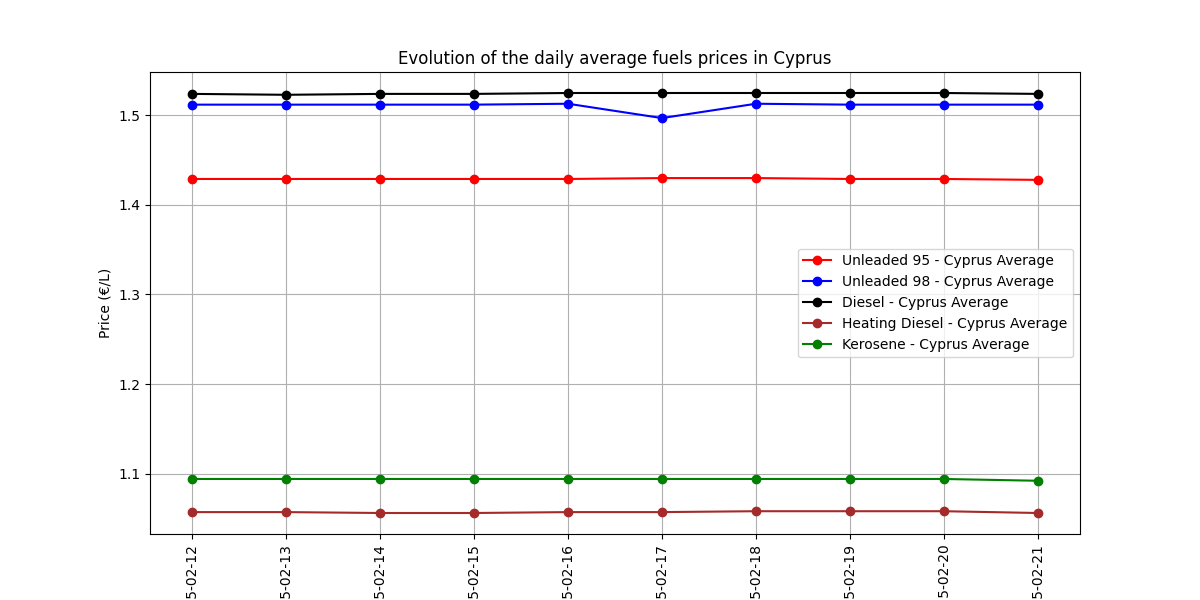 Evolution of the daily average fuels prices in Cyprus
Price (€/L)
1.5
1.4
1.3
1.2
1.1
Unleaded 95 - Cyprus Average
Unleaded 98 - Cyprus Average
Diesel - Cyprus Average
Heating Diesel - Cyprus Average
Kerosene - Cyprus Average
5-02-12
5-02-13
5-02-14
5-02-15
5-02-16
5-02-17
5-02-18
5-02-19
5-02-20
5-02-21